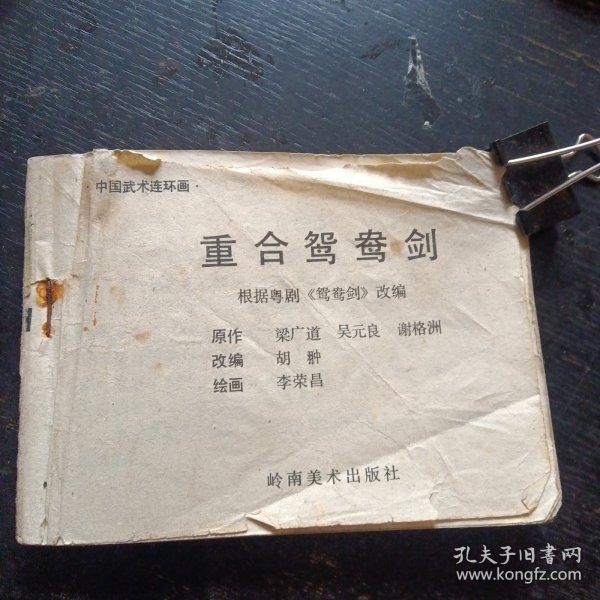 ·中国武术连环画·
重合鸳鸯剑
根据粤剧《鸳鸯剑》改编
原作 梁广道 吴元良 谢格洲
改编 胡翀
绘画 李荣昌
岭南美术出版社
孔夫子旧书网
www.kongfz.com